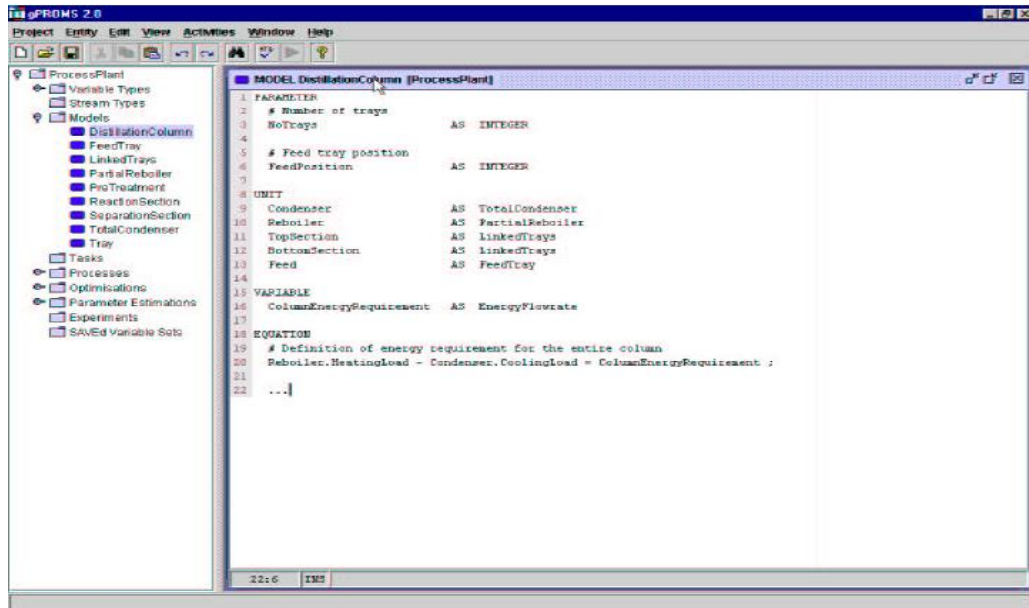 gPROMS 2.0
Project Entity Edit View Activities Window Help
ProcessPlant
Variable Types
Stream Types
Models
DistillationColumn
FeedTray
LinkedTrays
PartialReboiler
PreTreatment
ReactionSection
SeparationSection
TotalCondenser
Tray
Tasks
Processes
Optimisations
Parameter Estimations
Experiments
SAVEd Variable Sets
MODEL DistillationColumn [ProcessPlant]
1 PARAMETER
2 # Number of trays
3 NoTrays AS INTEGER
4
5 # Feed tray position
6 FeedPosition AS INTEGER
7
8 UNIT
9 Condenser AS TotalCondenser
10 Reboiler AS PartialReboiler
11 TopSection AS LinkedTrays
12 BottomSection AS LinkedTrays
13 Feed AS FeedTray
14
15 VARIABLE
16 ColumnEnergyRequirement AS EnergyFlowrate
17
18 EQUATION
19 # Definition of energy requirement for the entire column
20 Reboiler.HeatingLoad - Condenser.CoolingLoad = ColumnEnergyRequirement ;
21
22 ...
22:6 INS